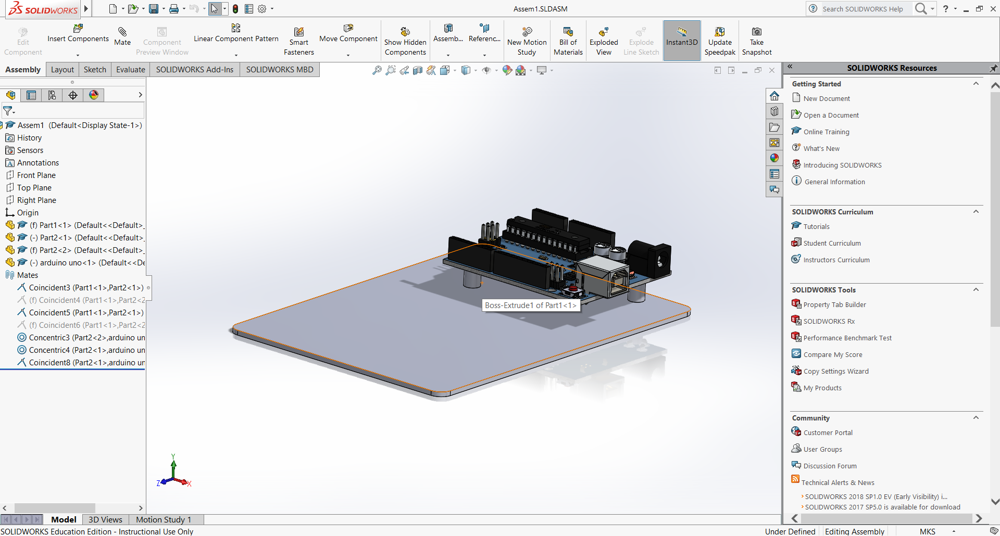 SOLIDWORKS
Assem1.SLDASM
Search SOLIDWORKS Help
?
Edit Component
Insert Components
Mate
Component Preview Window
Linear Component Pattern
Smart Fasteners
Move Component
Show Hidden Components
Assemb...
Referenc...
New Motion Study
Bill of Materials
Exploded View
Explode Line Sketch
Instant3D
Update Speedpak
Take Snapshot
Assembly
Layout
Sketch
Evaluate
SOLIDWORKS Add-Ins
SOLIDWORKS MBD
Assem1 (Default<Display State-1>)
History
Sensors
Annotations
Front Plane
Top Plane
Right Plane
Origin
(f) Part1<1> (Default<<Default>_
(-) Part2<1> (Default<<Default>_
(f) Part2<2> (Default<<Default>_
(-) arduino uno<1> (Default<<De
Mates
Coincident3 (Part1<1>,Part2<1>)
(f) Coincident4 (Part1<1>,Part2<2
Coincident5 (Part1<1>,Part2<1>)
(f) Coincident6 (Part1<1>,Part2<2
Concentric3 (Part2<2>,arduino un
Concentric4 (Part2<1>,arduino un
Coincident8 (Part2<1>,arduino un
Boss-Extrude1 of Part1<1>
Y
Z
X
SOLIDWORKS Resources
Getting Started
New Document
Open a Document
Online Training
What's New
Introducing SOLIDWORKS
General Information
SOLIDWORKS Curriculum
Tutorials
Student Curriculum
Instructors Curriculum
SOLIDWORKS Tools
Property Tab Builder
SOLIDWORKS Rx
Performance Benchmark Test
Compare My Score
Copy Settings Wizard
My Products
Community
Customer Portal
User Groups
Discussion Forum
Technical Alerts & News
SOLIDWORKS 2018 SP1.0 EV (Early Visibility) i...
SOLIDWORKS 2017 SP5.0 is available for download
Model
3D Views
Motion Study 1
SOLIDWORKS Education Edition - Instructional Use Only
Under Defined
Editing Assembly
MKS